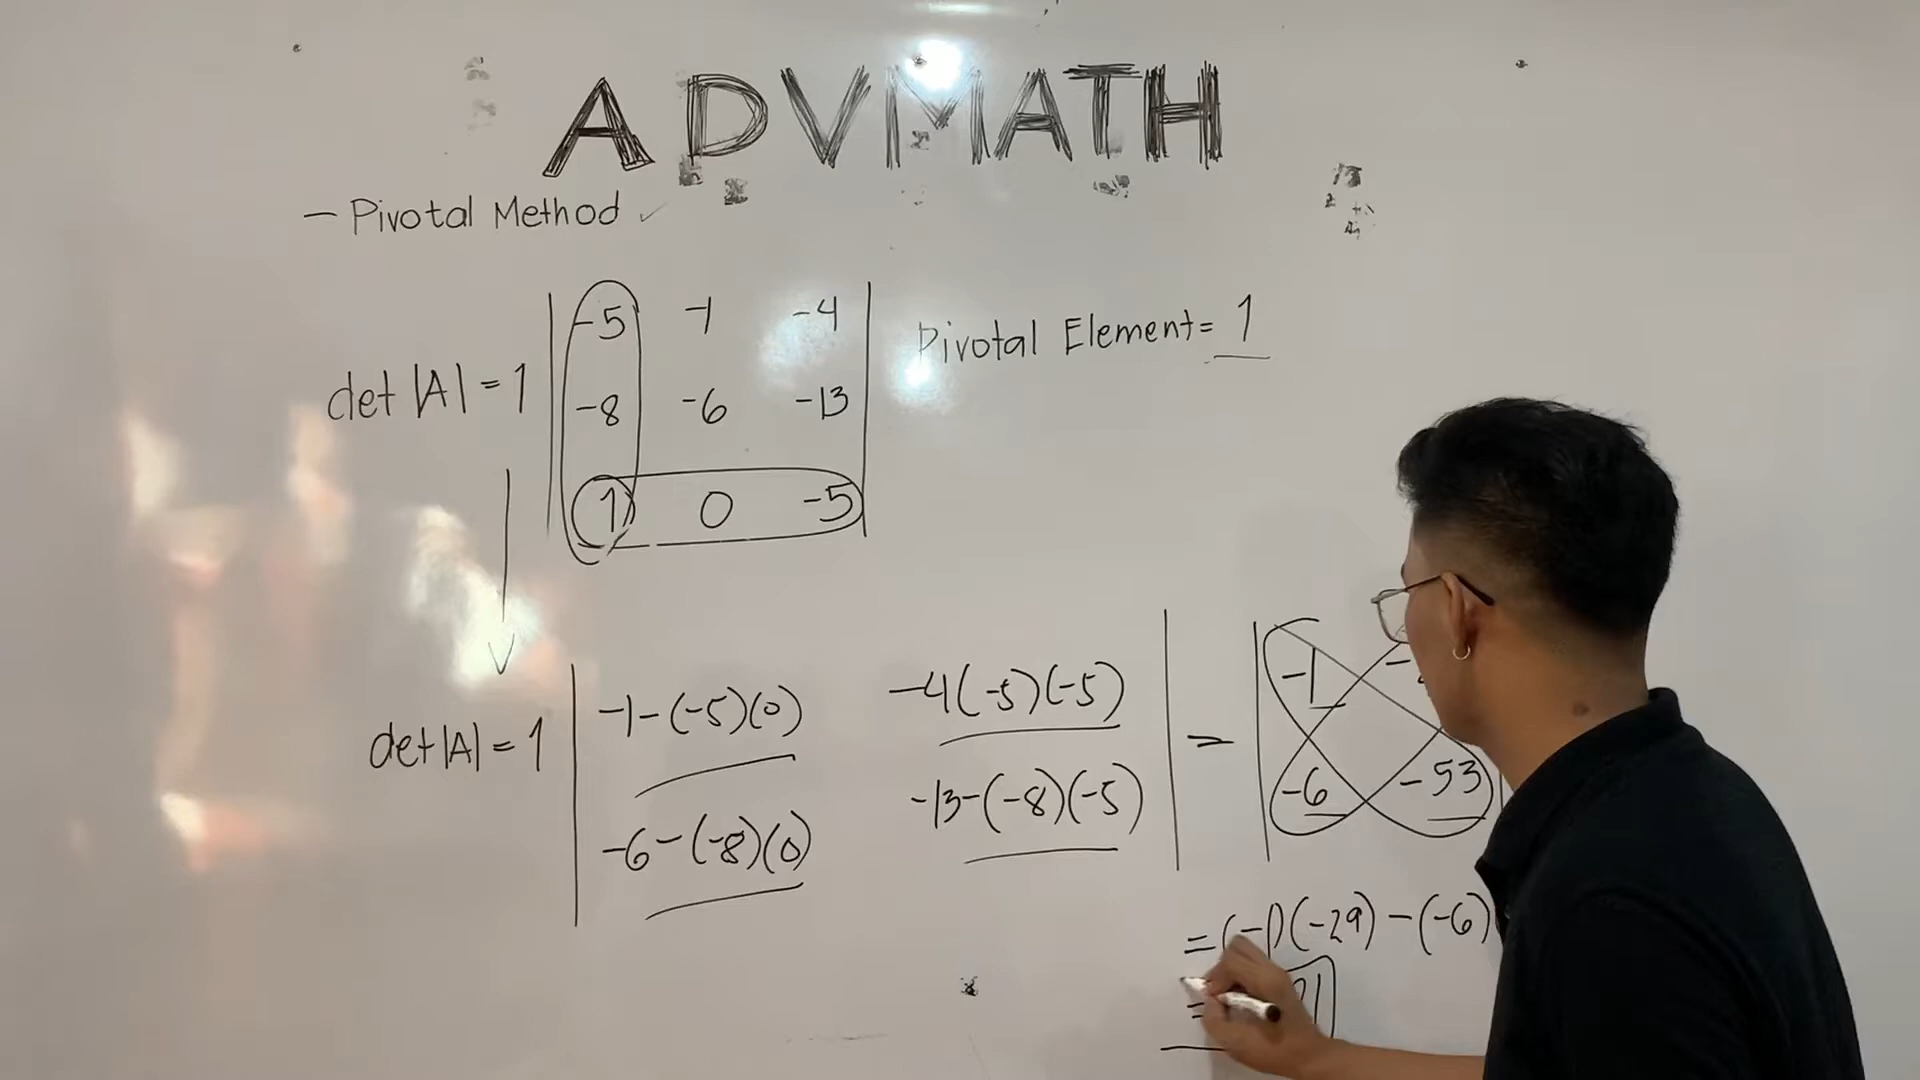 ADVMATH
- Pivotal Method ✓
-5 -1 -4
Pivotal Element = 1
det |A| = 1
-8 -6 -13
1 0 -5
-1-(-5)(0) -4(-5)(-5)
-1
det |A| = 1
=
-6 -53
-6-(-8)(0) -13-(-8)(-5)
= (-1)(-29) - (-6)
=